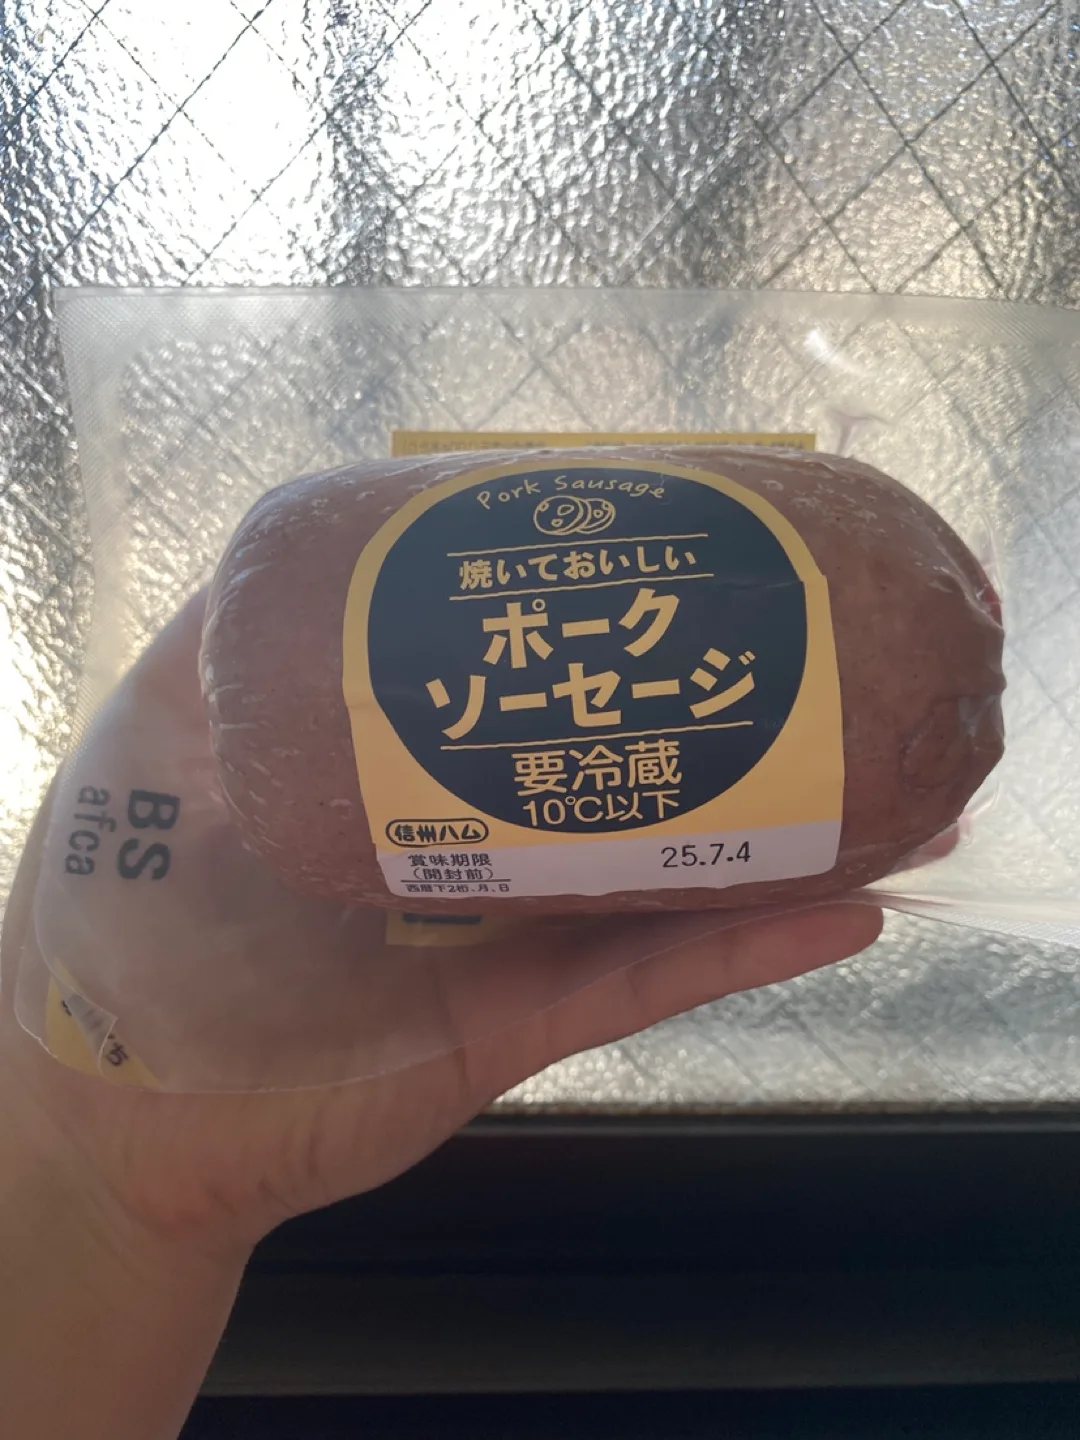 Pork Sausage
焼いておいしい
ポーク
ソーセージ
要冷蔵
10℃以下
信州ハム
賞味期限
(開封前)
西暦下2桁、月、日
25.7.4
BS
afca